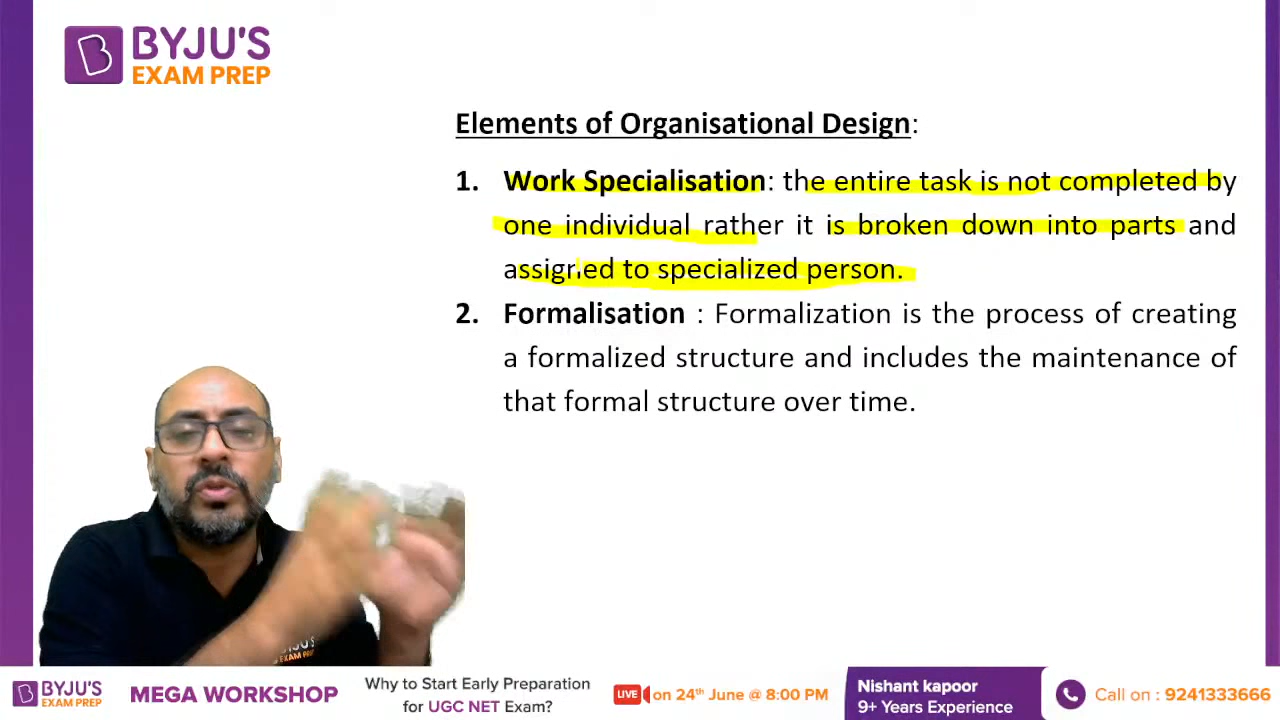 BYJU'S
EXAM PREP
Elements of Organisational Design:
1. Work Specialisation: the entire task is not completed by
one individual rather it is broken down into parts and
assigned to specialized person.
2. Formalisation : Formalization is the process of creating
a formalized structure and includes the maintenance of
that formal structure over time.
BYJU'S
EXAM PREP
BYJU'S
EXAM PREP
MEGA WORKSHOP
Why to Start Early Preparation
for UGC NET Exam?
LIVE on 24th June @ 8:00 PM
Nishant kapoor
9+ Years Experience
Call on : 9241333666